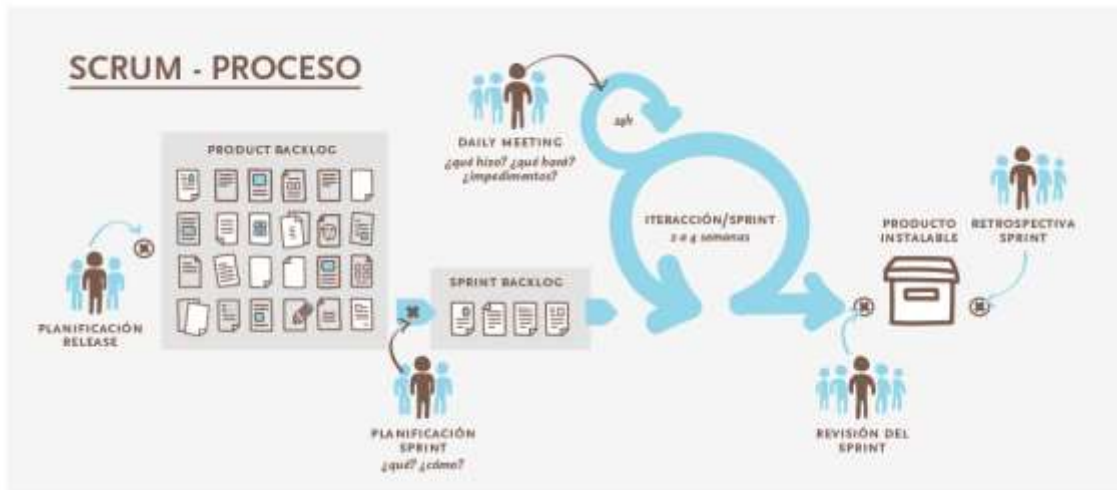 SCRUM - PROCESO
PRODUCT BACKLOG
PLANIFICACIÓN
RELEASE
SPRINT BACKLOG
PLANIFICACIÓN
SPRINT
¿qué? ¿cómo?
DAILY MEETING
¿qué hizo? ¿qué hará?
¿impedimentos?
24h
ITERACCIÓN/SPRINT
2 a 4 semanas
REVISIÓN DEL
SPRINT
PRODUCTO
INSTALABLE
RETROSPECTIVA
SPRINT